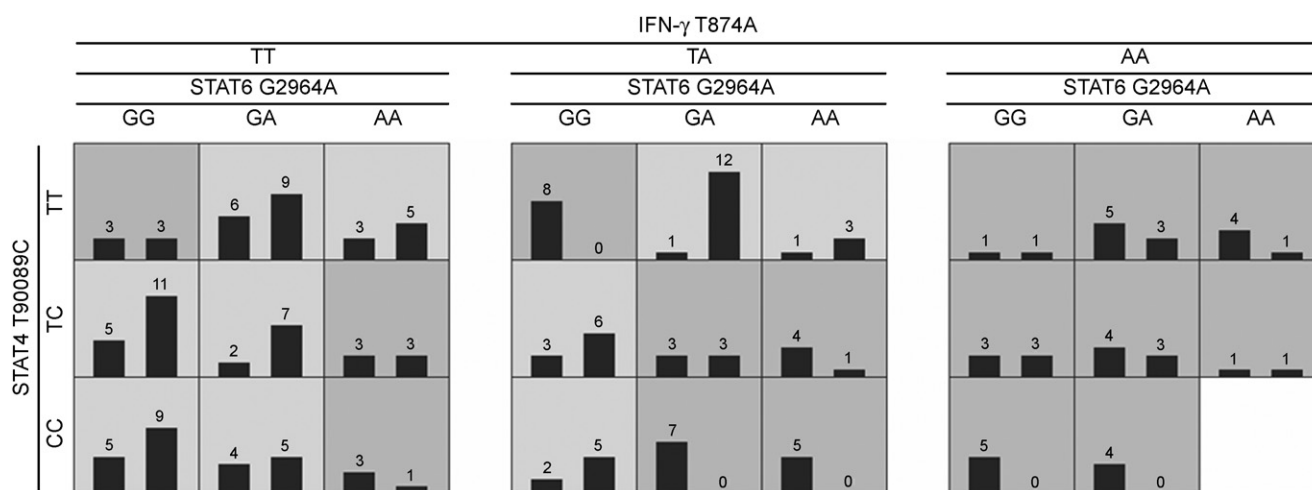 IFN-γ T874A
TT TA AA
STAT6 G2964A STAT6 G2964A STAT6 G2964A
GG GA AA GG GA AA GG GA AA
STAT4 T90089C
TT
3 3 6 9 3 5 8 0 1 12 1 3 1 1 5 3 4 1
TC
5 11 2 7 3 3 3 6 3 3 4 1 3 3 4 3 1 1
CC
5 9 4 5 3 1 2 5 7 0 5 0 5 0 4 0